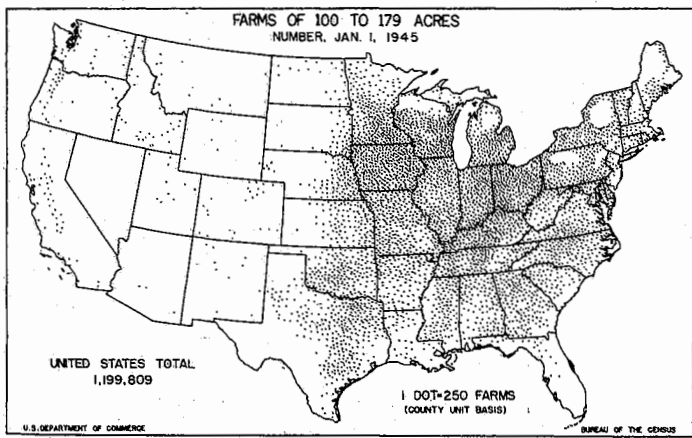 FARMS OF 100 TO 179 ACRES
NUMBER, JAN. 1, 1945
UNITED STATES TOTAL
1,199,809
1 DOT=250 FARMS
(COUNTY UNIT BASIS)
U.S. DEPARTMENT OF COMMERCE
BUREAU OF THE CENSUS